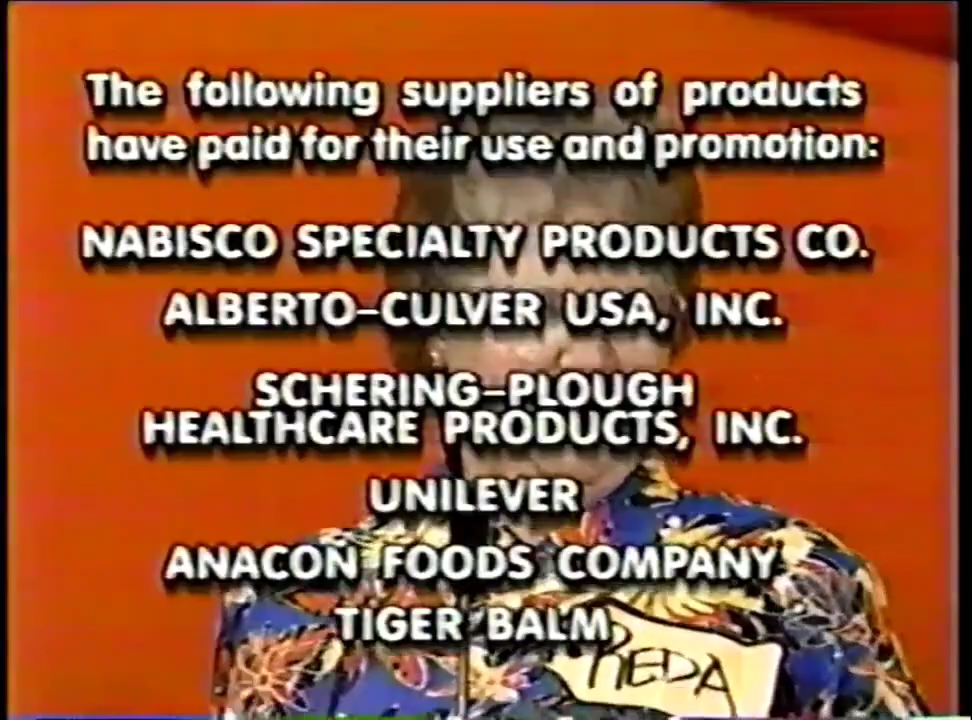 The following suppliers of products
have paid for their use and promotion:
NABISCO SPECIALTY PRODUCTS CO.
ALBERTO-CULVER USA, INC.
SCHERING-PLOUGH
HEALTHCARE PRODUCTS, INC.
UNILEVER
ANACON FOODS COMPANY
TIGER BALM
REDA